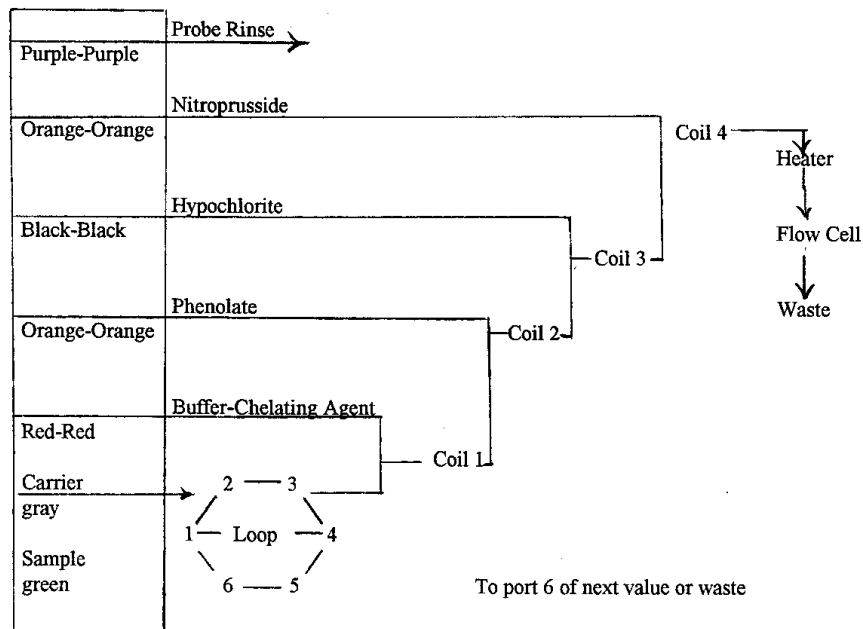 Probe Rinse
Purple-Purple
Nitroprusside
Orange-Orange
Coil 4
Heater
Hypochlorite
Black-Black
Flow Cell
Coil 3
Phenolate
Waste
Orange-Orange
Coil 2
Buffer-Chelating Agent
Red-Red
Coil 1
Carrier
gray
2
3
1
Loop
4
Sample
green
6
5
To port 6 of next value or waste